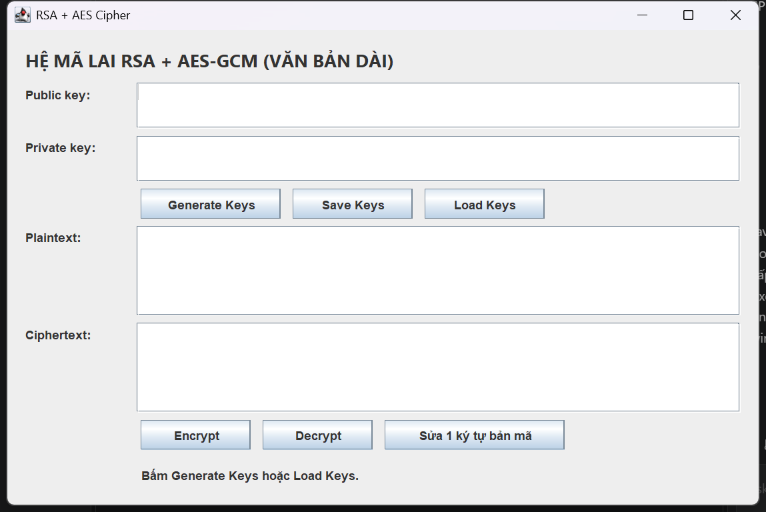 RSA + AES Cipher
HỆ MÃ LAI RSA + AES-GCM (VĂN BẢN DÀI)
Public key:
Private key:
Generate Keys Save Keys Load Keys
Plaintext:
Ciphertext:
Encrypt Decrypt Sửa 1 ký tự bản mã
Bấm Generate Keys hoặc Load Keys.